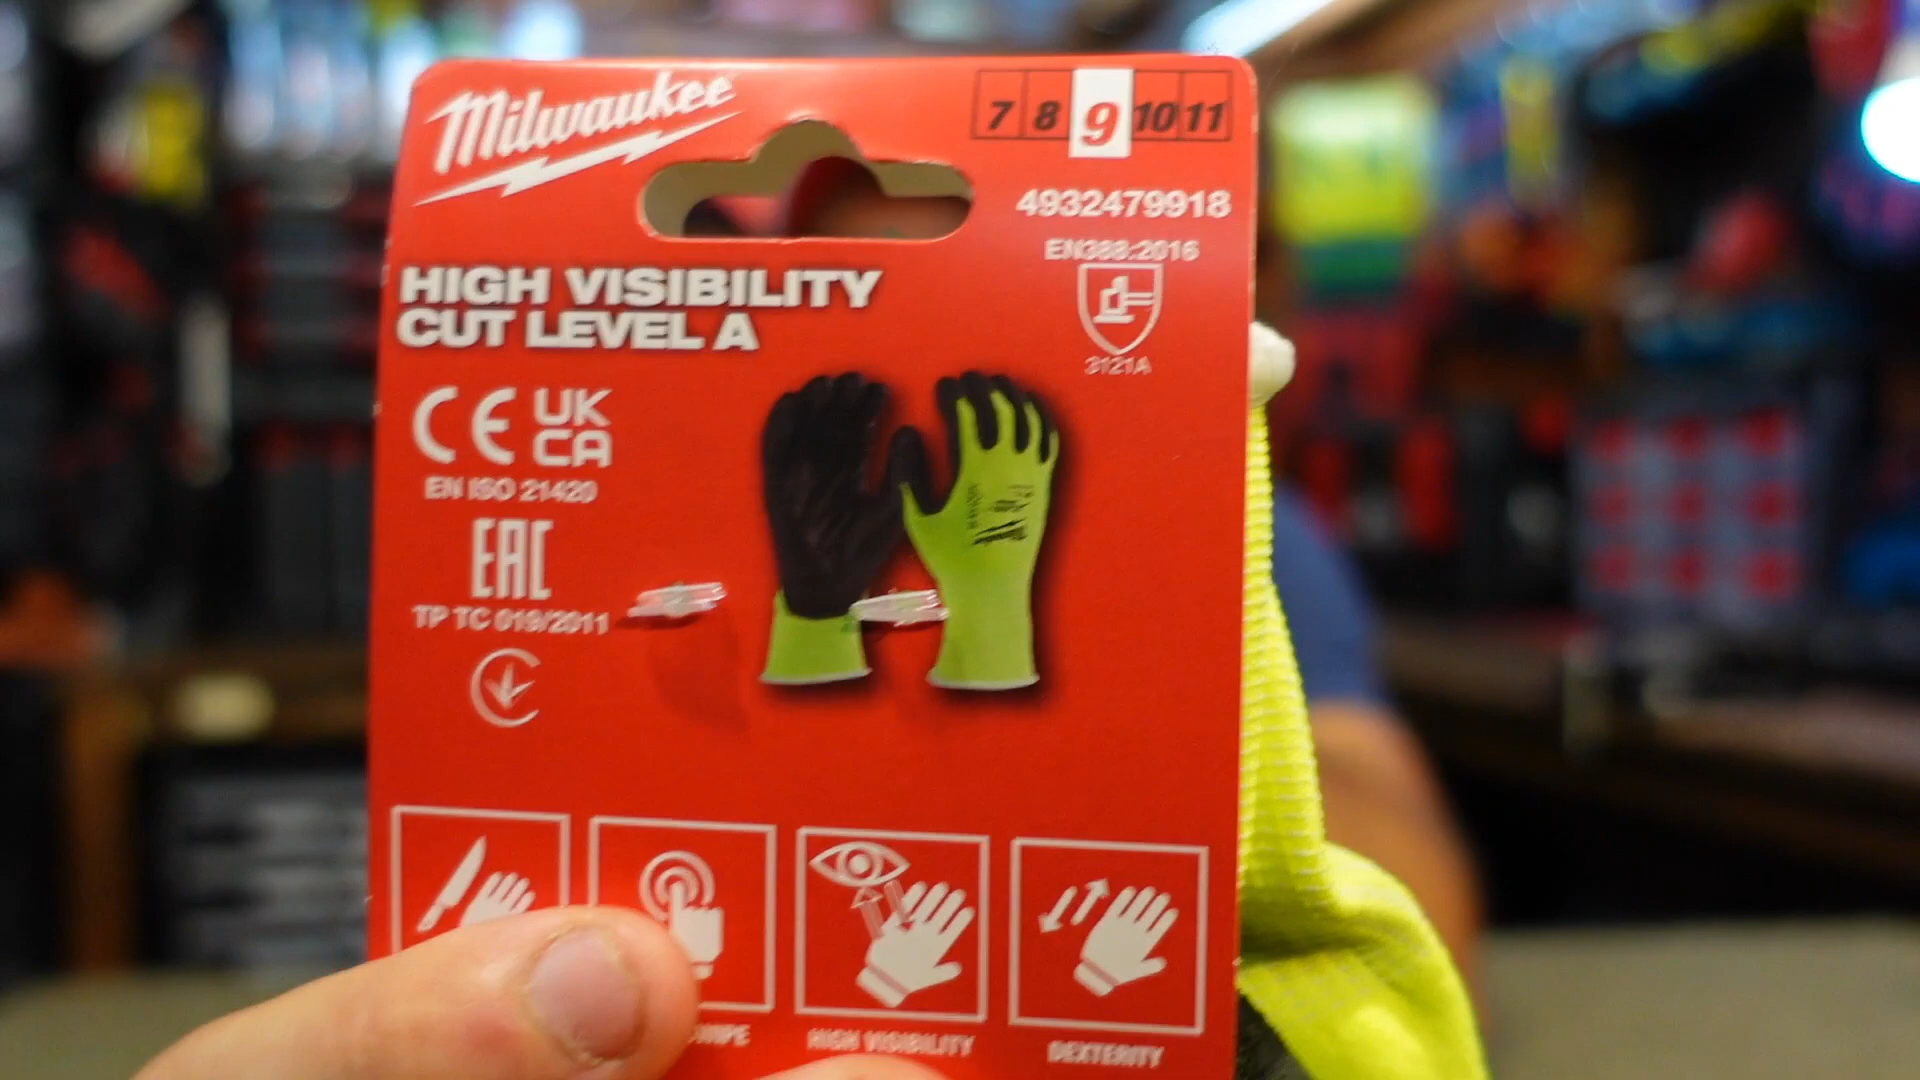 Milwaukee
7 8 9 10 11
4932479918
EN388:2016
3121A
HIGH VISIBILITY
CUT LEVEL A
CE UK
CA
EN ISO 21420
EAC
TP TC 019/2011
HIGH VISIBILITY
DEXTERITY